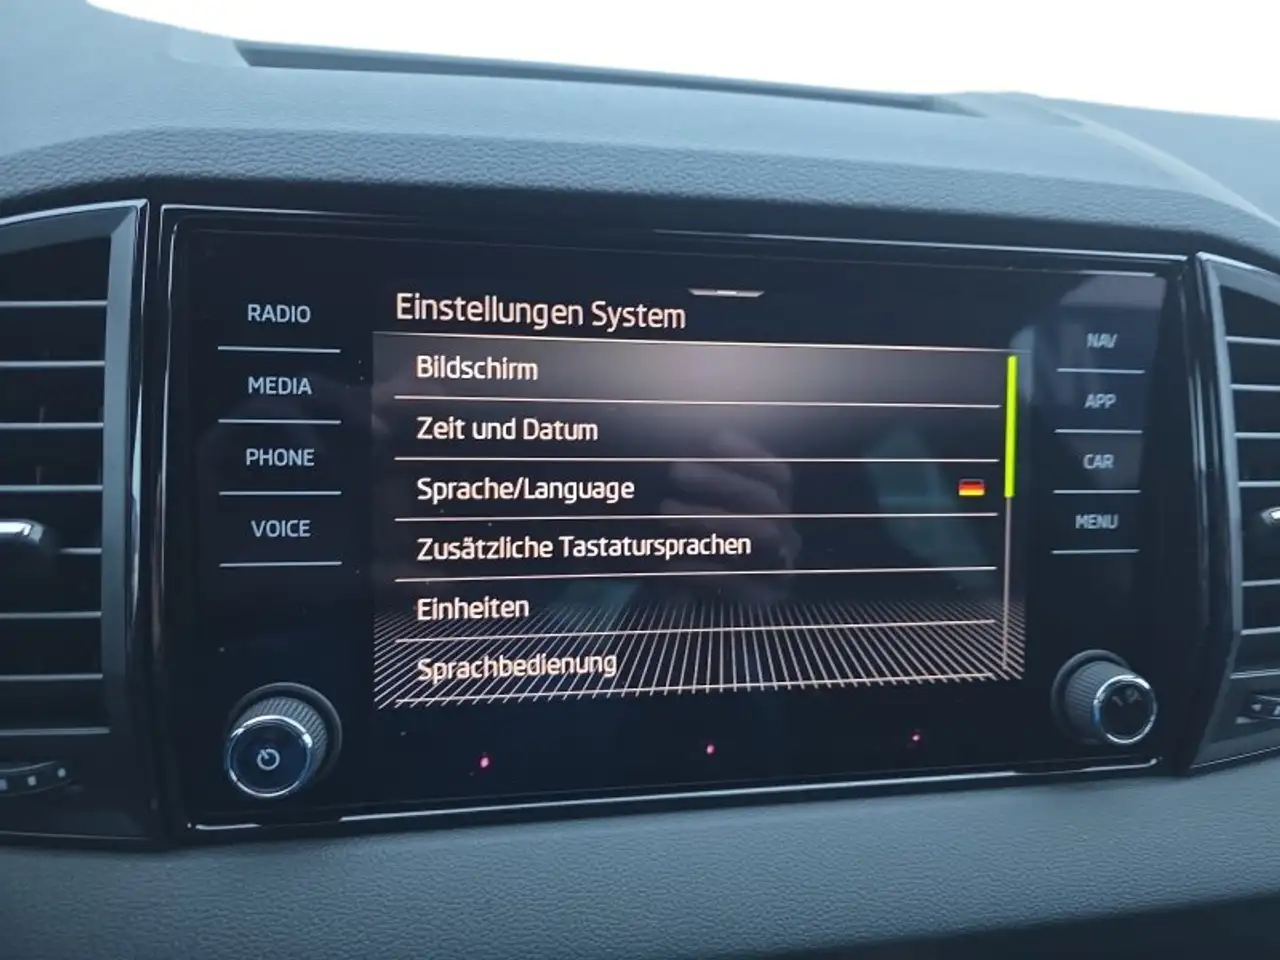 Einstellungen System
RADIO
MEDIA
PHONE
VOICE
Bildschirm
Zeit und Datum
Sprache/Language
Zusätzliche Tastatursprachen
Einheiten
Sprachbedienung
NAV
APP
CAR
MENU